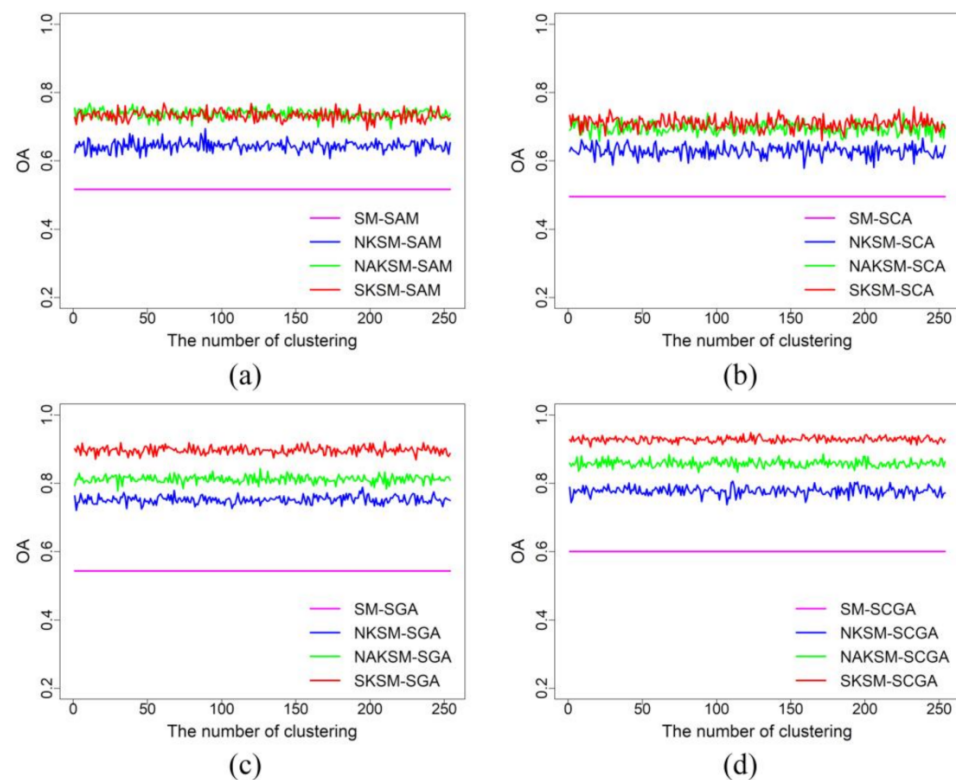 OA
1.0
0.8
0.6
0.4
0.2
SM-SAM
NKSM-SAM
NAKSM-SAM
SKSM-SAM
0 50 100 150 200 250
The number of clustering
(a)
OA
1.0
0.8
0.6
0.4
0.2
SM-SCA
NKSM-SCA
NAKSM-SCA
SKSM-SCA
0 50 100 150 200 250
The number of clustering
(b)
OA
1.0
0.8
0.6
0.4
0.2
SM-SGA
NKSM-SGA
NAKSM-SGA
SKSM-SGA
0 50 100 150 200 250
The number of clustering
(c)
OA
1.0
0.8
0.6
0.4
0.2
SM-SCGA
NKSM-SCGA
NAKSM-SCGA
SKSM-SCGA
0 50 100 150 200 250
The number of clustering
(d)